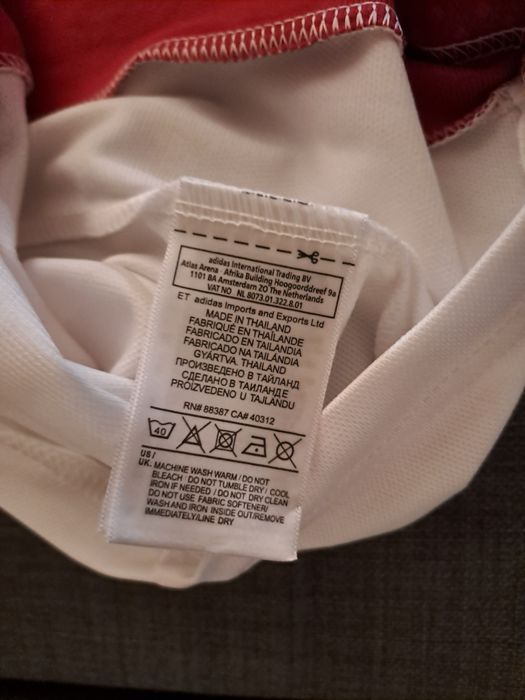 adidas International Trading BV
Atlas Arena - Afrika Building Hoogoorddreef 9a
1101 BA Amsterdam ZO The Netherlands
VAT NO NL 8073.01.322.8.01
ET adidas Imports and Exports Ltd
MADE IN THAILAND
FABRIQUÉ EN THAÏLANDE
FABRICADO EN TAILANDIA
FABRICADO NA TAILÂNDIA
GYÁRTVA: THAILAND
ПРОИЗВЕДЕНО В ТАЙЛАНД
СДЕЛАНО В ТАИЛАНДЕ
PROIZVEDENO U TAJLANDU
RN# 88387 CA# 40312
40
US /
UK. MACHINE WASH WARM / DO NOT
BLEACH / DO NOT TUMBLE DRY / COOL
IRON IF NEEDED / DO NOT DRY CLEAN
DO NOT USE FABRIC SOFTENER/
WASH AND IRON INSIDE OUT/REMOVE
IMMEDIATELY/LINE DRY